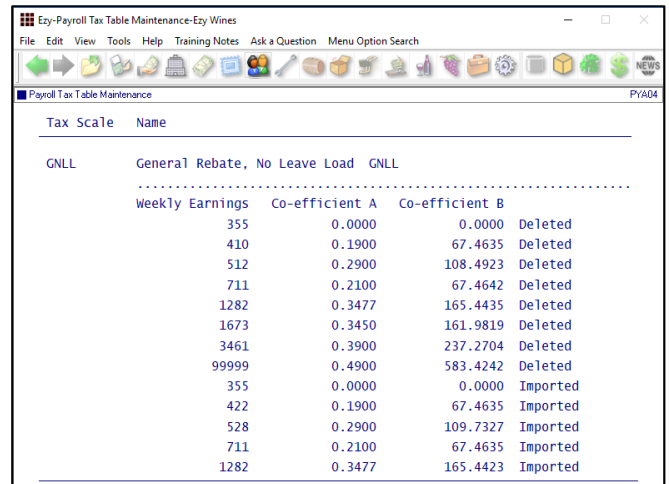 Ezy-Payroll Tax Table Maintenance-Ezy Wines
File Edit View Tools Help Training Notes Ask a Question Menu Option Search
NEWS
Payroll Tax Table Maintenance PYA04
Tax Scale Name
GNLL General Rebate, No Leave Load GNLL
..................................................................
Weekly Earnings Co-efficient A Co-efficient B
355 0.0000 0.0000 Deleted
410 0.1900 67.4635 Deleted
512 0.2900 108.4923 Deleted
711 0.2100 67.4642 Deleted
1282 0.3477 165.4435 Deleted
1673 0.3450 161.9819 Deleted
3461 0.3900 237.2704 Deleted
99999 0.4900 583.4242 Deleted
355 0.0000 0.0000 Imported
422 0.1900 67.4635 Imported
528 0.2900 109.7327 Imported
711 0.2100 67.4635 Imported
1282 0.3477 165.4423 Imported